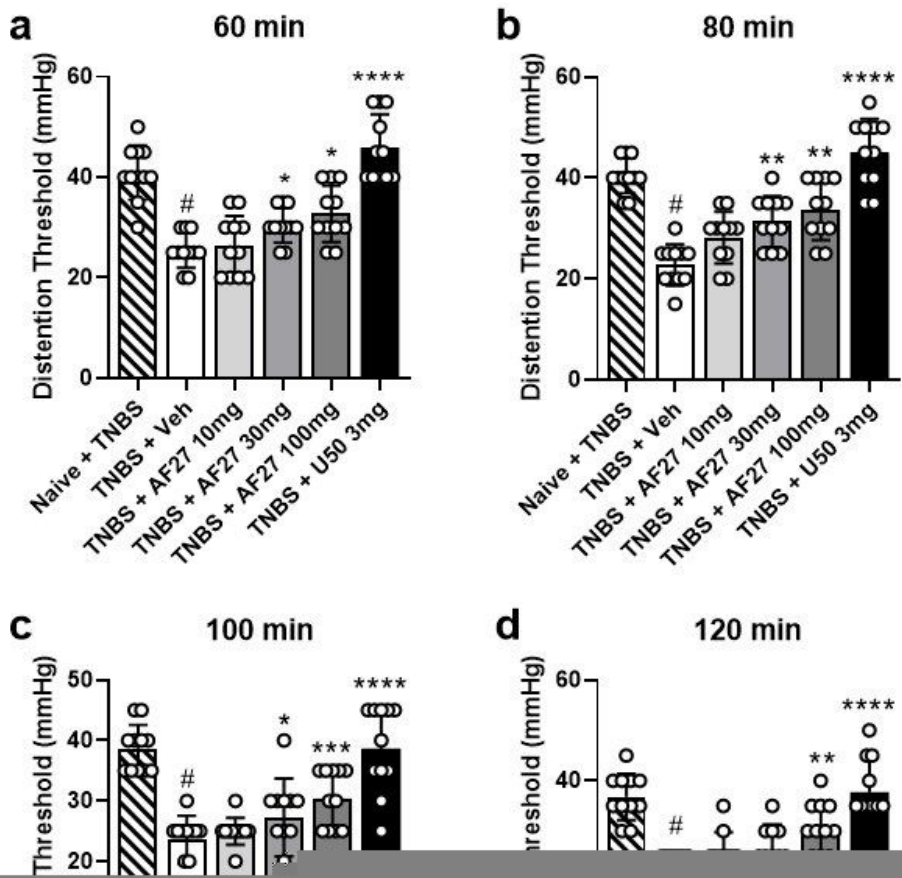 a
60 min
Distention Threshold (mmHg)
60
40
20
0
#
*
*
****
Naive + TNBS
TNBS + Veh
TNBS + AF27 10mg
TNBS + AF27 30mg
TNBS + AF27 100mg
TNBS + U50 3mg
b
80 min
Distention Threshold (mmHg)
60
40
20
0
#
**
**
****
Naive + TNBS
TNBS + Veh
TNBS + AF27 10mg
TNBS + AF27 30mg
TNBS + AF27 100mg
TNBS + U50 3mg
c
100 min
Threshold (mmHg)
50
40
30
20
#
*
***
****
d
120 min
Threshold (mmHg)
60
40
#
**
****